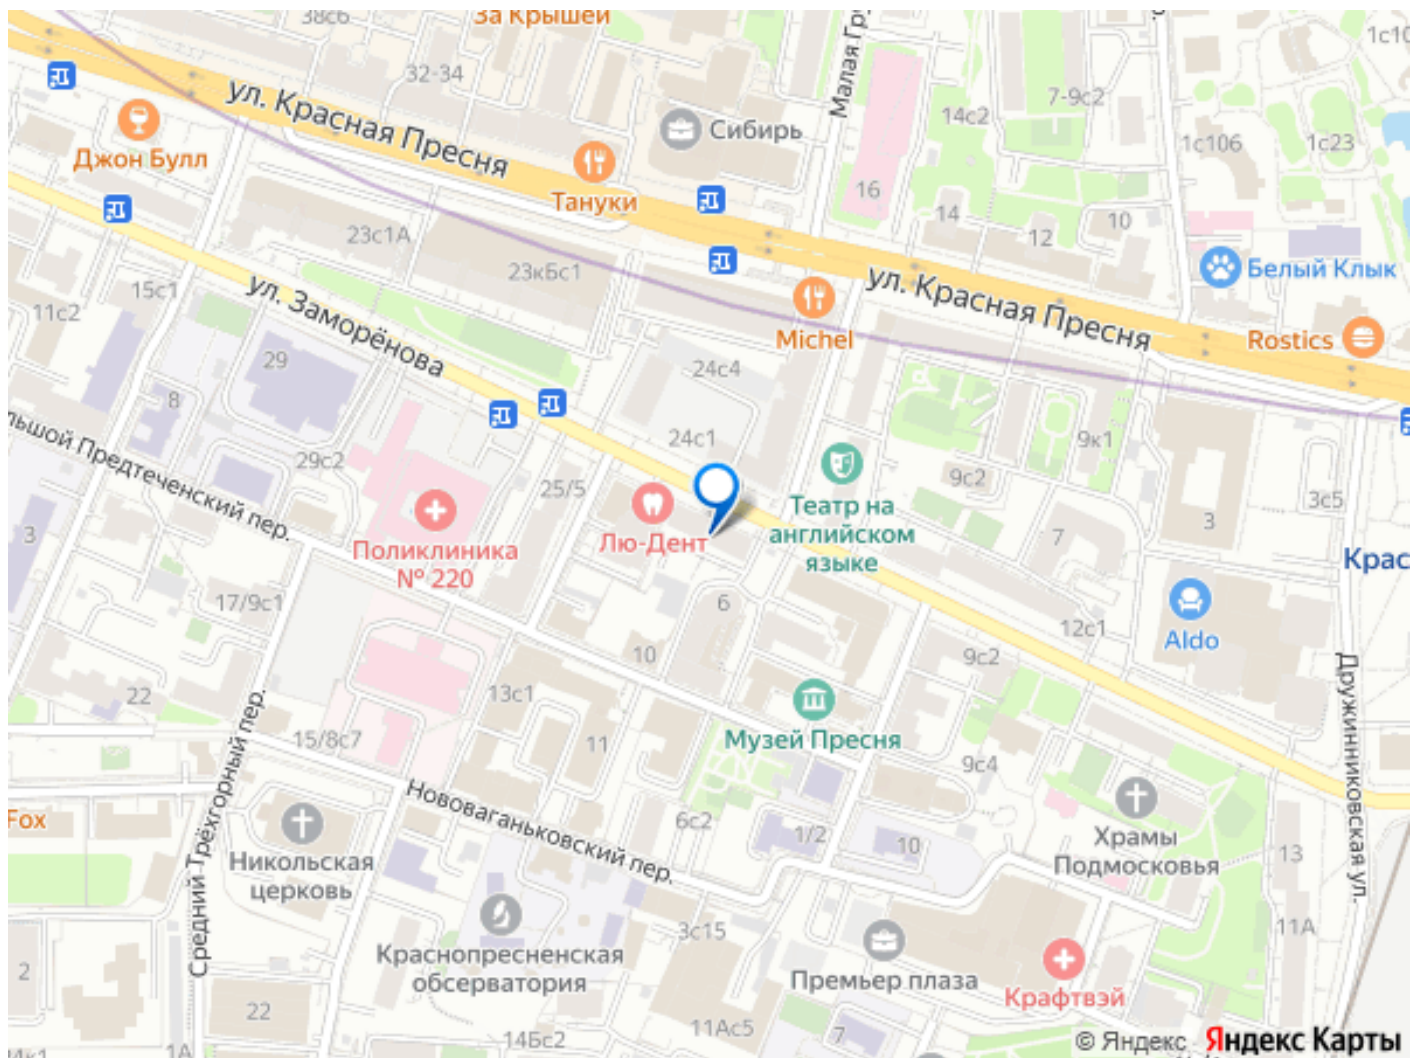 38с6
За Крышей
Малая Гр
1с10
32-34
ул. Красная Пресня
Джон Булл
Сибирь
14с2
7-9с2
1с106
1с23
Тануки
16
14
12
10
23с1А
23кБс1
ул. Красная Пресня
Белый Клык
15с1
11с2
ул. Заморёнова
Michel
Rostics
29
8
24с4
льшой Предтеченский пер.
29с2
24с1
9к1
9с2
25/5
3с5
3
Лю-Дент
Театр на
английском
языке
7
3
Поликлиника
№ 220
Крас
17/9с1
6
12с1
Aldo
10
9с2
22
13с1
Дружинниковская ул.
15/8с7
11
Музей Пресня
9с4
Средний Трёхгорный пер.
Нововаганьковский пер.
Fox
6с2
1/2
10
Храмы
Подмосковья
13
Никольская
церковь
3с15
11А
Краснопресненская
обсерватория
2
Премьер плаза
Крафтвэй
22
11Ас5
7
14Бс2
1А
© Яндекс Яндекс Карты